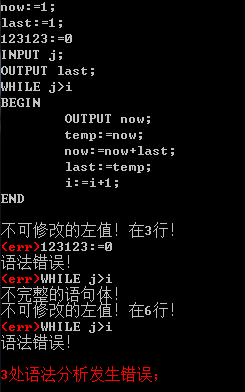 now:=1;
last:=1;
123123:=0
INPUT j;
OUTPUT last;
WHILE j>i
BEGIN
OUTPUT now;
temp:=now;
now:=now+last;
last:=temp;
i:=i+1;
END
不可修改的左值！在3行！
<err>123123:=0
语法错误！
<err>WHILE j>i
不完整的语句体！
不可修改的左值！在6行！
<err>WHILE j>i
语法错误！
3处语法分析发生错误；